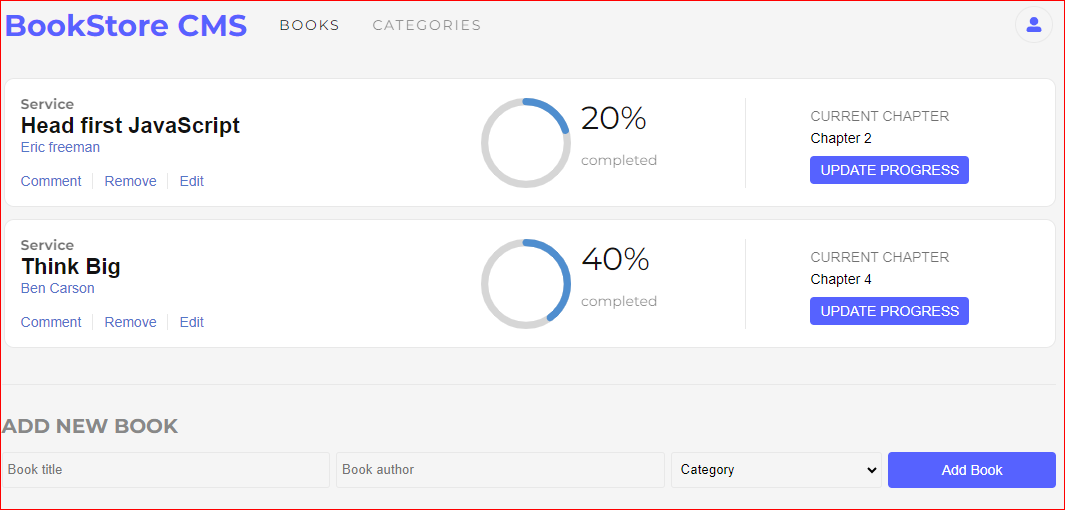 BookStore CMS BOOKS CATEGORIES
Service
Head first JavaScript
Eric freeman
Comment Remove Edit
20%
completed
CURRENT CHAPTER
Chapter 2
UPDATE PROGRESS
Service
Think Big
Ben Carson
Comment Remove Edit
40%
completed
CURRENT CHAPTER
Chapter 4
UPDATE PROGRESS
ADD NEW BOOK
Book title Book author Category Add Book